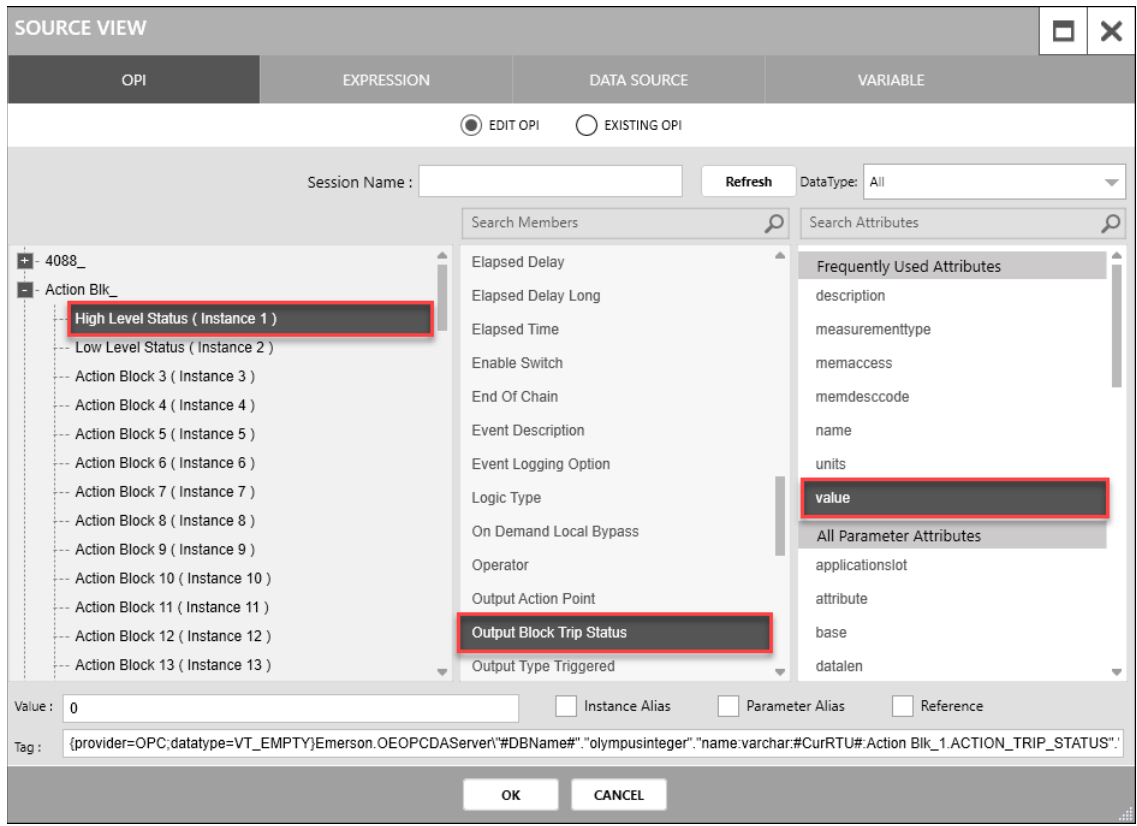 SOURCE VIEW
OPI
EXPRESSION
DATA SOURCE
VARIABLE
EDIT OPI
EXISTING OPI
Session Name :
Refresh
DataType: All
Search Members
Search Attributes
4088_
Action Blk_
High Level Status ( Instance 1 )
Low Level Status ( Instance 2 )
Action Block 3 ( Instance 3 )
Action Block 4 ( Instance 4 )
Action Block 5 ( Instance 5 )
Action Block 6 ( Instance 6 )
Action Block 7 ( Instance 7 )
Action Block 8 ( Instance 8 )
Action Block 9 ( Instance 9 )
Action Block 10 ( Instance 10 )
Action Block 11 ( Instance 11 )
Action Block 12 ( Instance 12 )
Action Block 13 ( Instance 13 )
Elapsed Delay
Elapsed Delay Long
Elapsed Time
Enable Switch
End Of Chain
Event Description
Event Logging Option
Logic Type
On Demand Local Bypass
Operator
Output Action Point
Output Block Trip Status
Output Type Triggered
Frequently Used Attributes
description
measurementtype
memaccess
memdesccode
name
units
value
All Parameter Attributes
applicationslot
attribute
base
datalen
Value : 0
Instance Alias
Parameter Alias
Reference
Tag : {provider=OPC;datatype=VT_EMPTY}Emerson.OEOPCDAServer\"#DBName#"."olympusinteger"."name:varchar:#CurRTU#:Action Blk_1.ACTION_TRIP_STATUS".'
OK
CANCEL